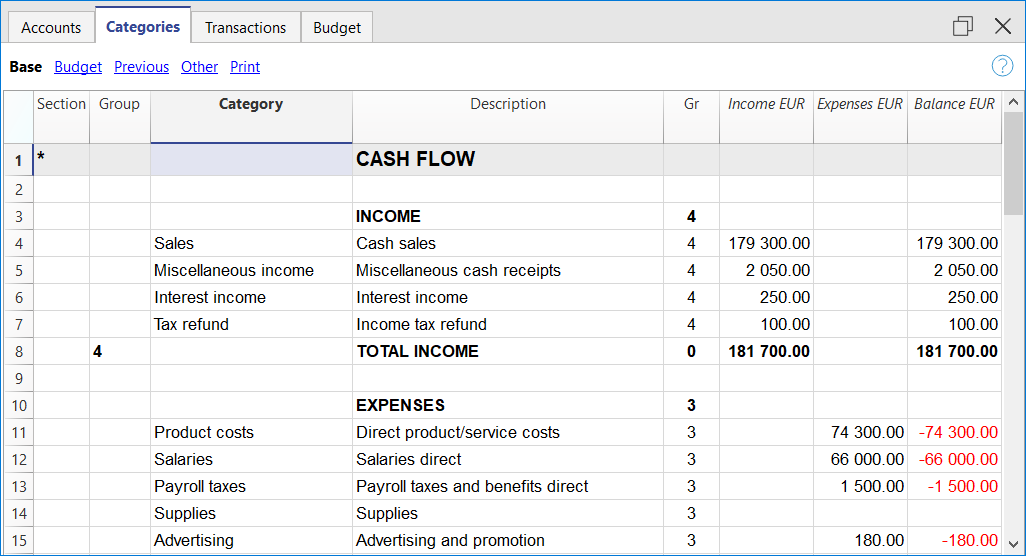 Accounts Categories Transactions Budget
Base Budget Previous Other Print ?
Section Group Category Description Gr Income EUR Expenses EUR Balance EUR
1 * CASH FLOW
2
3 INCOME 4
4 Sales Cash sales 4 179 300.00 179 300.00
5 Miscellaneous income Miscellaneous cash receipts 4 2 050.00 2 050.00
6 Interest income Interest income 4 250.00 250.00
7 Tax refund Income tax refund 4 100.00 100.00
8 4 TOTAL INCOME 0 181 700.00 181 700.00
9
10 EXPENSES 3
11 Product costs Direct product/service costs 3 74 300.00 -74 300.00
12 Salaries Salaries direct 3 66 000.00 -66 000.00
13 Payroll taxes Payroll taxes and benefits direct 3 1 500.00 -1 500.00
14 Supplies Supplies 3
15 Advertising Advertising and promotion 3 180.00 -180.00